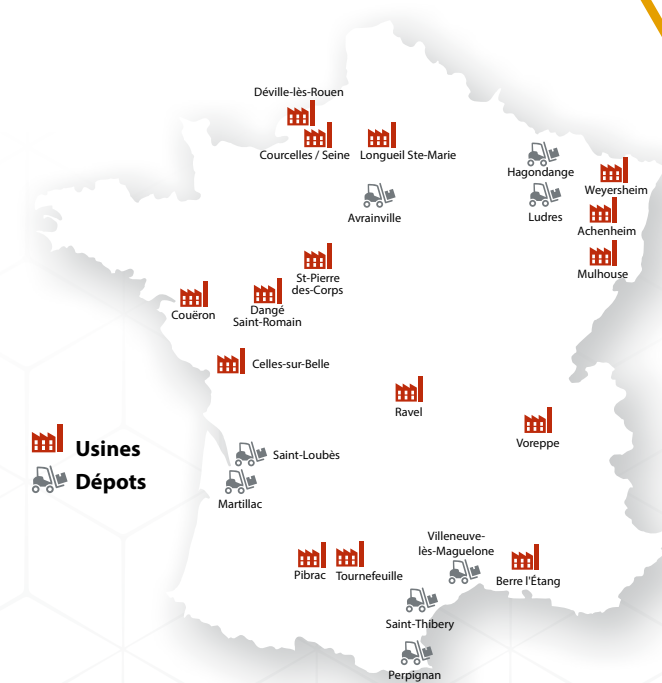 Déville-lès-Rouen
Courcelles / Seine
Longueil Ste-Marie
Hagondange
Weyersheim
Avrainville
Ludres
Achenheim
Mulhouse
St-Pierre
des-Corps
Couëron
Dangé
Saint-Romain
Celles-sur-Belle
Ravel
Voreppe
Usines
Dépots
Saint-Loubès
Martillac
Villeneuve-
lès-Maguelone
Pibrac
Tournefeuille
Berre l'Étang
Saint-Thibery
Perpignan